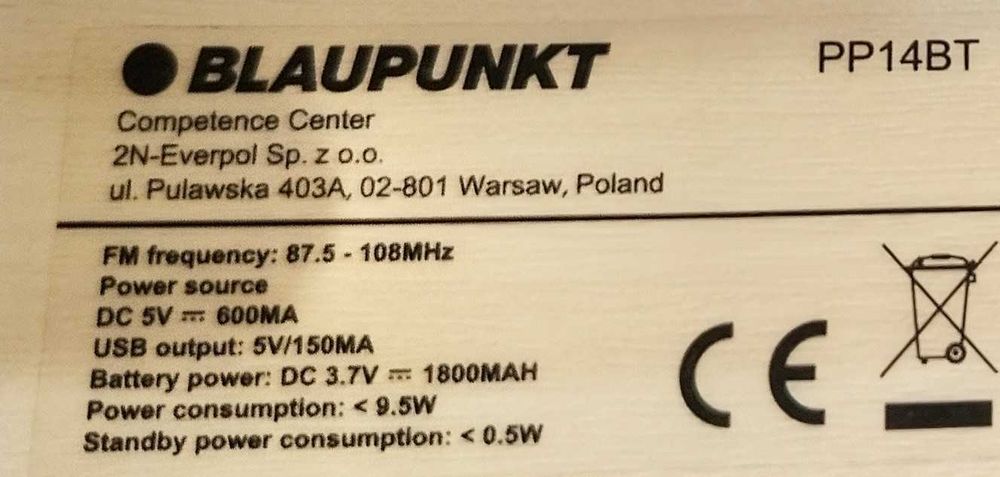 BLAUPUNKT
PP14BT
Competence Center
2N-Everpol Sp. z o.o.
ul. Pulawska 403A, 02-801 Warsaw, Poland
FM frequency: 87.5 - 108MHz
Power source
DC 5V ⎓ 600MA
USB output: 5V/150MA
Battery power: DC 3.7V ⎓ 1800MAH
Power consumption: < 9.5W
Standby power consumption: < 0.5W
CE